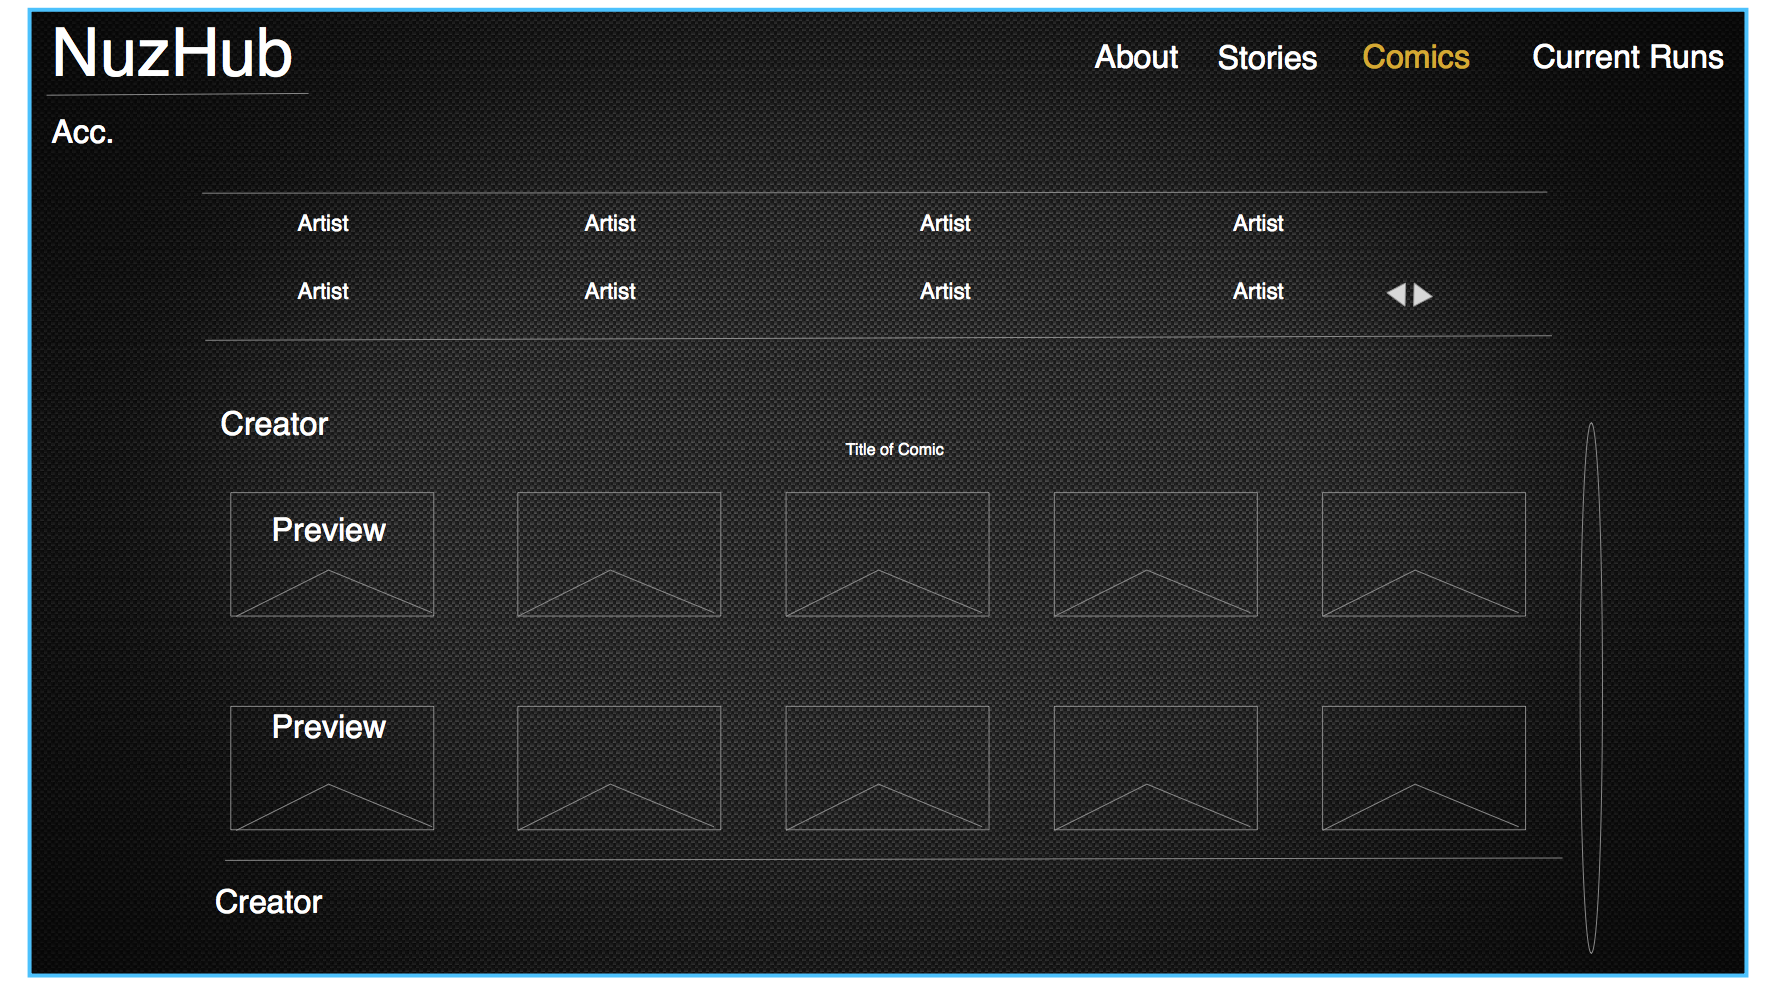 NuzHub
About Stories Comics Current Runs
Acc.
Artist Artist Artist Artist
Artist Artist Artist Artist
Creator
Title of Comic
Preview
Preview
Creator